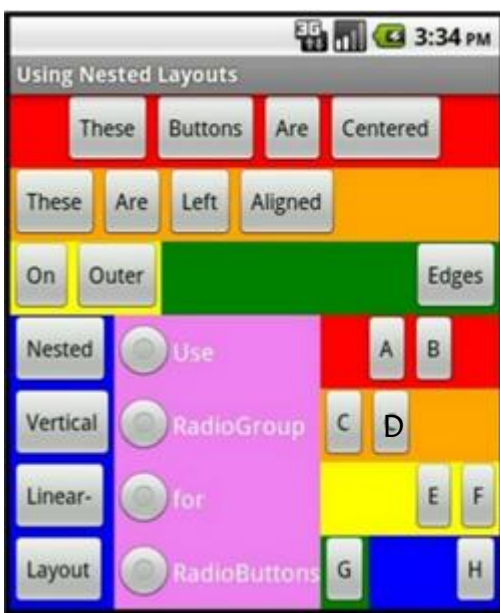 3G 3:34 PM
Using Nested Layouts
These Buttons Are Centered
These Are Left Aligned
On Outer Edges
Nested Use A B
Vertical RadioGroup C D
Linear- for E F
Layout RadioButtons G H